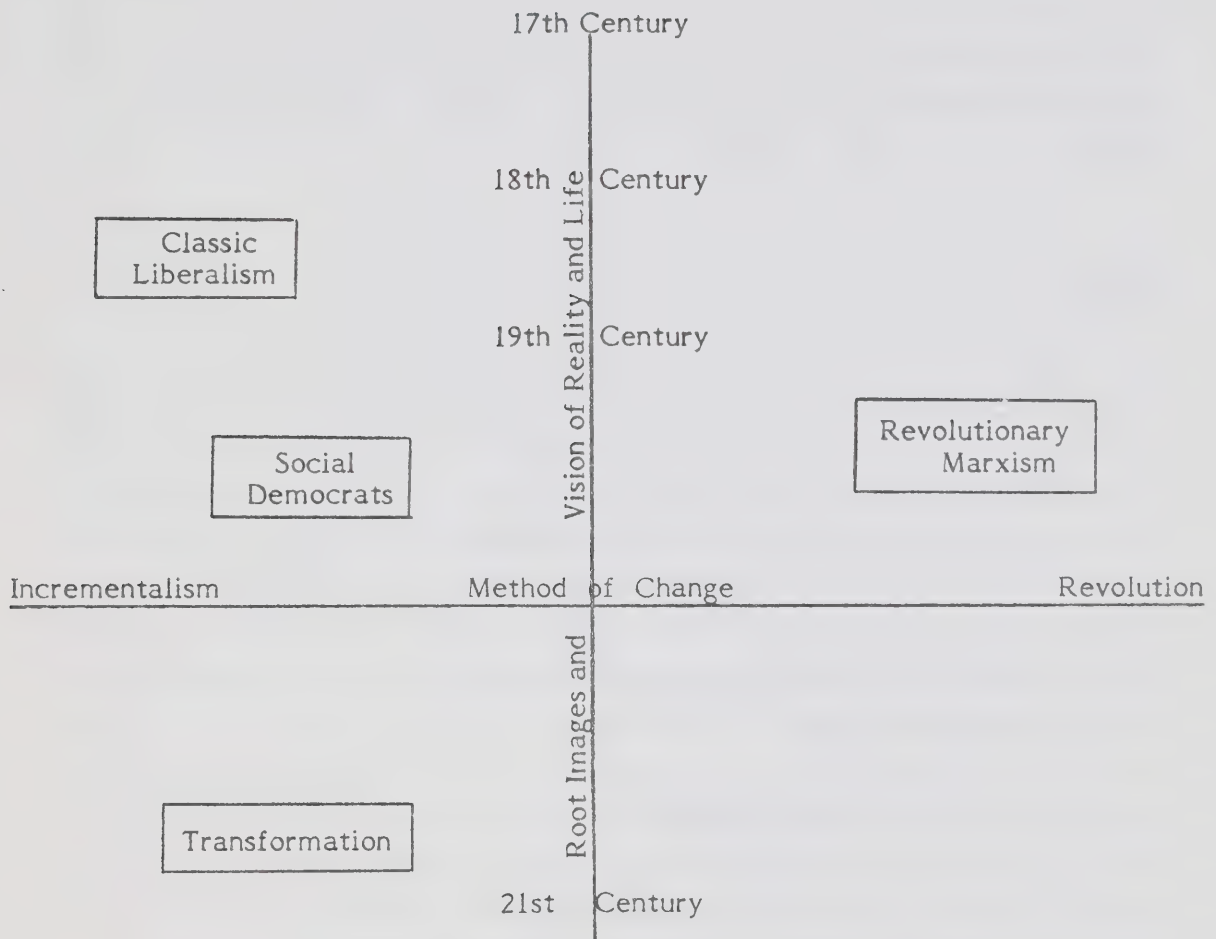 17th Century
18th Century
Classic
Liberalism
19th Century
Vision of Reality and Life
Revolutionary
Marxism
Social
Democrats
Incrementalism Method of Change Revolution
Root Images and
Transformation
21st Century